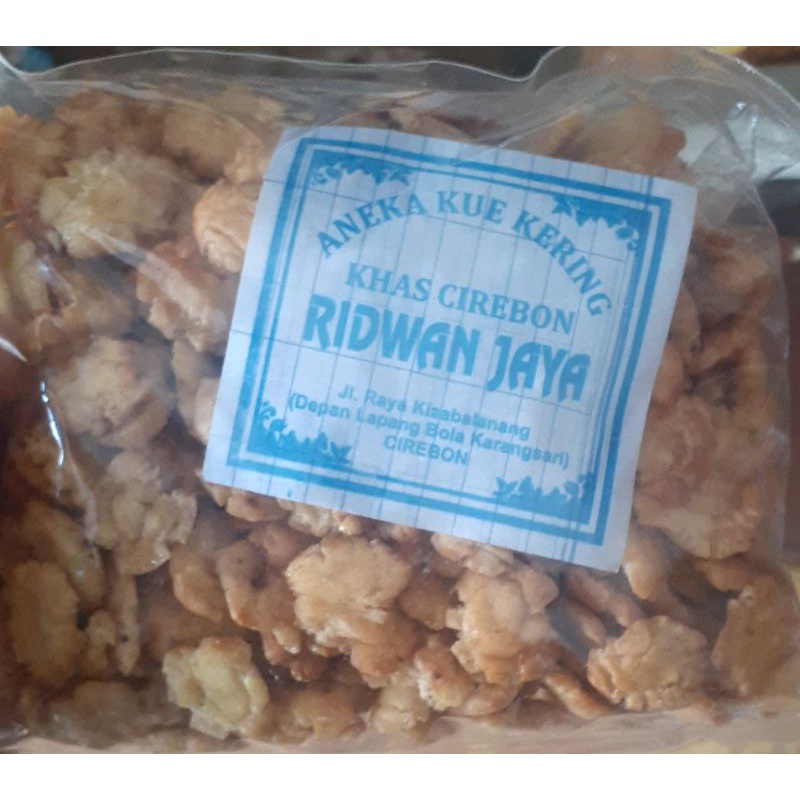 ANEKA KUE KERING
KHAS CIREBON
RIDWAN JAYA
Jl. Raya Kisabalanang
(Depan Lapang Bola Karangsari)
CIREBON